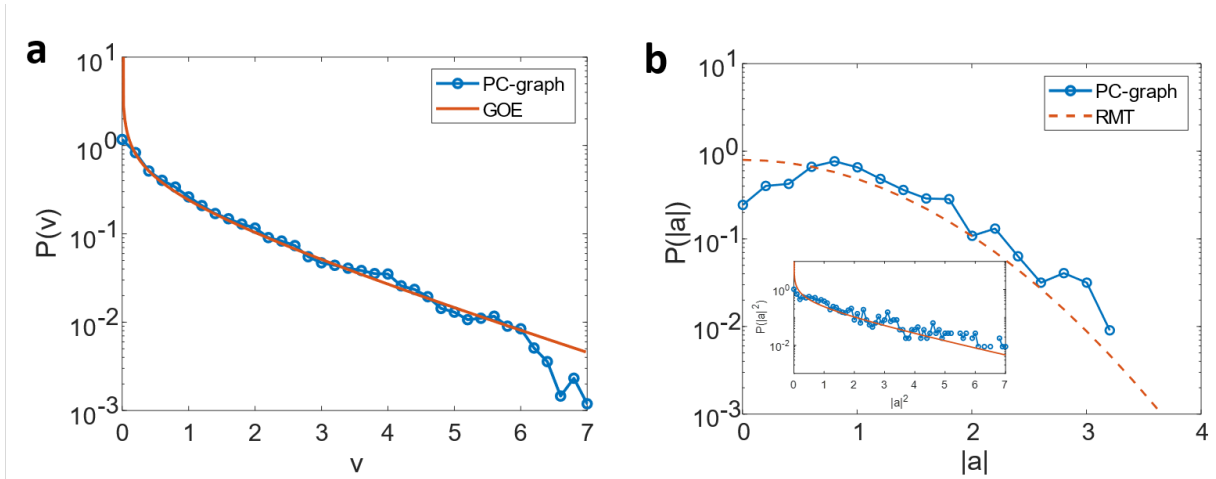 a
10^1
10^0
10^-1
10^-2
10^-3
P(v)
0 1 2 3 4 5 6 7
v
PC-graph
GOE
b
10^1
10^0
10^-1
10^-2
10^-3
P(|a|)
0 1 2 3 4
|a|
PC-graph
RMT
10^0
10^-2
P(|a|^2)
0 1 2 3 4 5 6 7
|a|^2